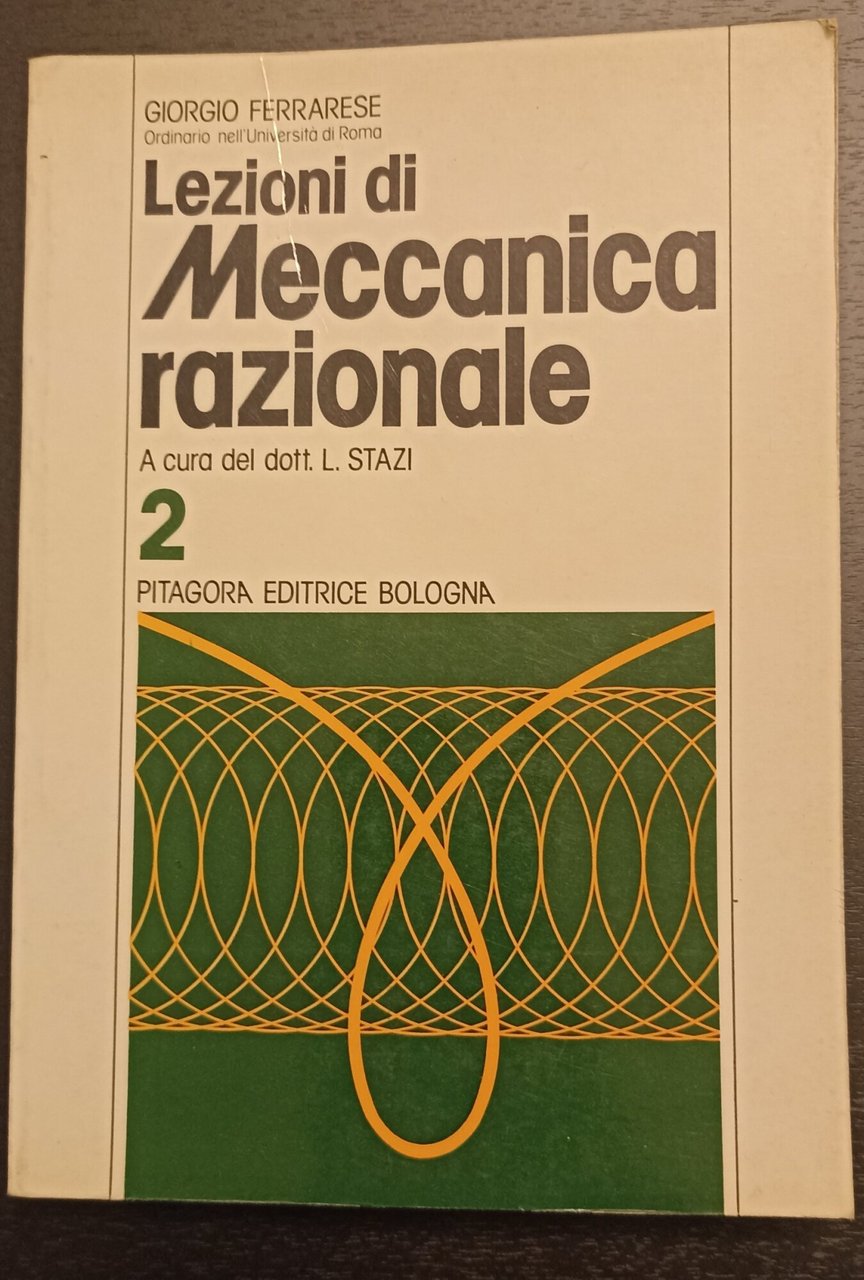 GIORGIO FERRARESE
Ordinario nell'Università di Roma
Lezioni di
Meccanica
razionale
A cura del dott. L. STAZI
2
PITAGORA EDITRICE BOLOGNA